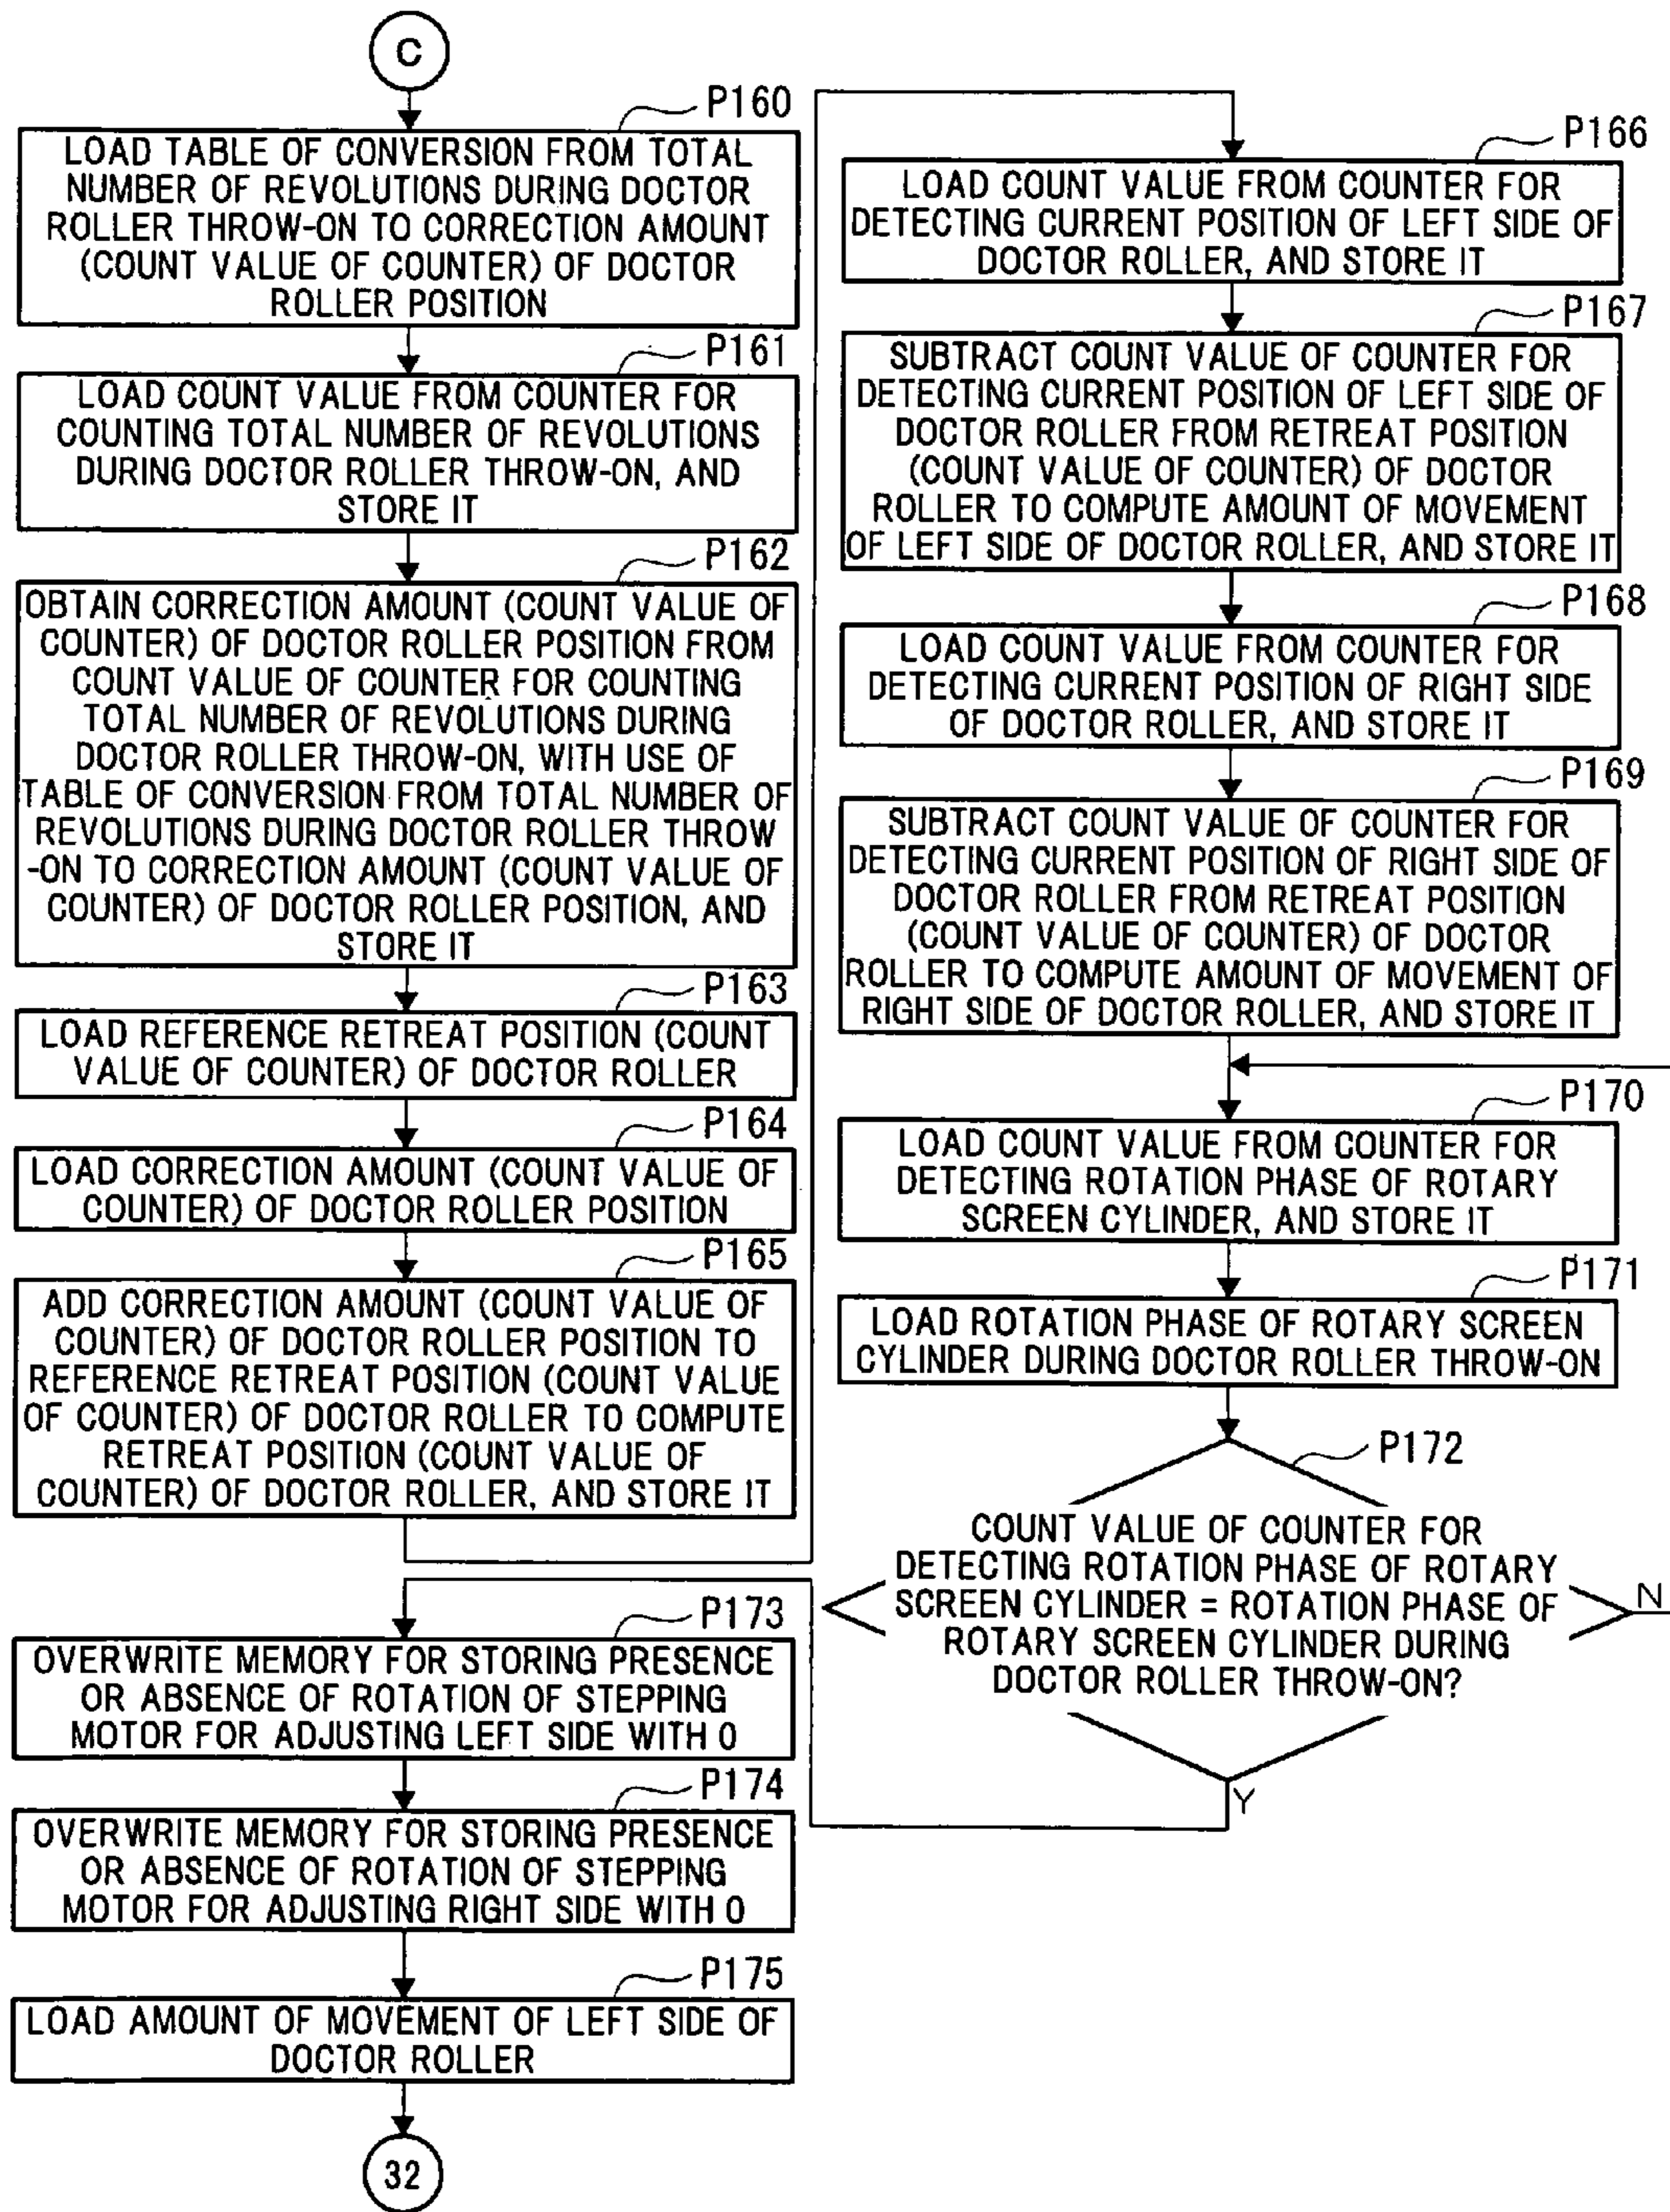 C
P160
LOAD TABLE OF CONVERSION FROM TOTAL
NUMBER OF REVOLUTIONS DURING DOCTOR
ROLLER THROW-ON TO CORRECTION AMOUNT
(COUNT VALUE OF COUNTER) OF DOCTOR
ROLLER POSITION
P161
LOAD COUNT VALUE FROM COUNTER FOR
COUNTING TOTAL NUMBER OF REVOLUTIONS
DURING DOCTOR ROLLER THROW-ON, AND
STORE IT
P162
OBTAIN CORRECTION AMOUNT (COUNT VALUE OF
COUNTER) OF DOCTOR ROLLER POSITION FROM
COUNT VALUE OF COUNTER FOR COUNTING
TOTAL NUMBER OF REVOLUTIONS DURING
DOCTOR ROLLER THROW-ON, WITH USE OF
TABLE OF CONVERSION FROM TOTAL NUMBER OF
REVOLUTIONS DURING DOCTOR ROLLER THROW
-ON TO CORRECTION AMOUNT (COUNT VALUE OF
COUNTER) OF DOCTOR ROLLER POSITION, AND
STORE IT
P163
LOAD REFERENCE RETREAT POSITION (COUNT
VALUE OF COUNTER) OF DOCTOR ROLLER
P164
LOAD CORRECTION AMOUNT (COUNT VALUE OF
COUNTER) OF DOCTOR ROLLER POSITION
P165
ADD CORRECTION AMOUNT (COUNT VALUE OF
COUNTER) OF DOCTOR ROLLER POSITION TO
REFERENCE RETREAT POSITION (COUNT VALUE
OF COUNTER) OF DOCTOR ROLLER TO COMPUTE
RETREAT POSITION (COUNT VALUE OF
COUNTER) OF DOCTOR ROLLER, AND STORE IT
P166
LOAD COUNT VALUE FROM COUNTER FOR
DETECTING CURRENT POSITION OF LEFT SIDE OF
DOCTOR ROLLER, AND STORE IT
P167
SUBTRACT COUNT VALUE OF COUNTER FOR
DETECTING CURRENT POSITION OF LEFT SIDE OF
DOCTOR ROLLER FROM RETREAT POSITION
(COUNT VALUE OF COUNTER) OF DOCTOR
ROLLER TO COMPUTE AMOUNT OF MOVEMENT
OF LEFT SIDE OF DOCTOR ROLLER, AND STORE IT
P168
LOAD COUNT VALUE FROM COUNTER FOR
DETECTING CURRENT POSITION OF RIGHT SIDE
OF DOCTOR ROLLER, AND STORE IT
P169
SUBTRACT COUNT VALUE OF COUNTER FOR
DETECTING CURRENT POSITION OF RIGHT SIDE OF
DOCTOR ROLLER FROM RETREAT POSITION
(COUNT VALUE OF COUNTER) OF DOCTOR
ROLLER TO COMPUTE AMOUNT OF MOVEMENT OF
RIGHT SIDE OF DOCTOR ROLLER, AND STORE IT
P170
LOAD COUNT VALUE FROM COUNTER FOR
DETECTING ROTATION PHASE OF ROTARY
SCREEN CYLINDER, AND STORE IT
P171
LOAD ROTATION PHASE OF ROTARY SCREEN
CYLINDER DURING DOCTOR ROLLER THROW-ON
P172
COUNT VALUE OF COUNTER FOR
DETECTING ROTATION PHASE OF ROTARY
SCREEN CYLINDER = ROTATION PHASE OF
ROTARY SCREEN CYLINDER DURING
DOCTOR ROLLER THROW-ON?
N
Y
P173
OVERWRITE MEMORY FOR STORING PRESENCE
OR ABSENCE OF ROTATION OF STEPPING
MOTOR FOR ADJUSTING LEFT SIDE WITH 0
P174
OVERWRITE MEMORY FOR STORING PRESENCE
OR ABSENCE OF ROTATION OF STEPPING
MOTOR FOR ADJUSTING RIGHT SIDE WITH 0
P175
LOAD AMOUNT OF MOVEMENT OF LEFT SIDE OF
DOCTOR ROLLER
32